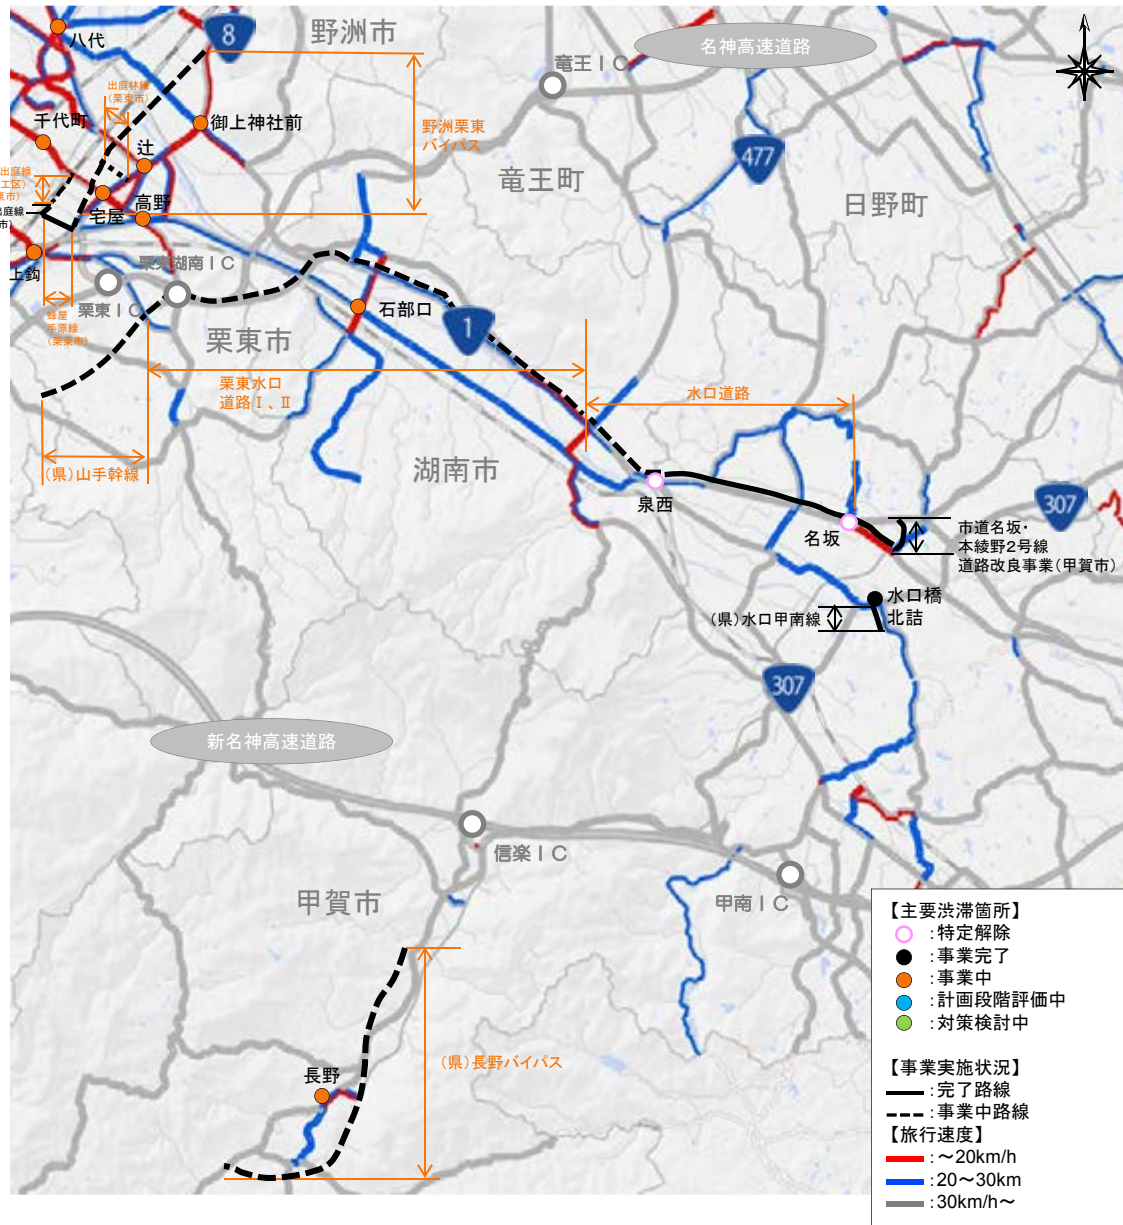 八代
8
野洲市
名神高速道路
竜王ＩＣ
出庭林線
(栗東市)
千代町
御上神社前
野洲栗東
バイパス
辻
477
竜王町
日野町
出庭線
工区)
東市)
出庭線
市)
宅屋
高野
上鈎
栗東湖南ＩＣ
栗東ＩＣ
蜂屋
手原線
(栗東市)
石部口
1
栗東市
栗東水口
道路Ⅰ、Ⅱ
水口道路
(県)山手幹線
湖南市
泉西
名坂
307
市道名坂・
本綾野2号線
道路改良事業(甲賀市)
水口橋
北詰
(県)水口甲南線
307
新名神高速道路
信楽ＩＣ
甲南ＩＣ
甲賀市
(県)長野バイパス
長野
【主要渋滞箇所】
：特定解除
：事業完了
：事業中
：計画段階評価中
：対策検討中
【事業実施状況】
：完了路線
：事業中路線
【旅行速度】
：～20km/h
：20～30km
：30km/h～